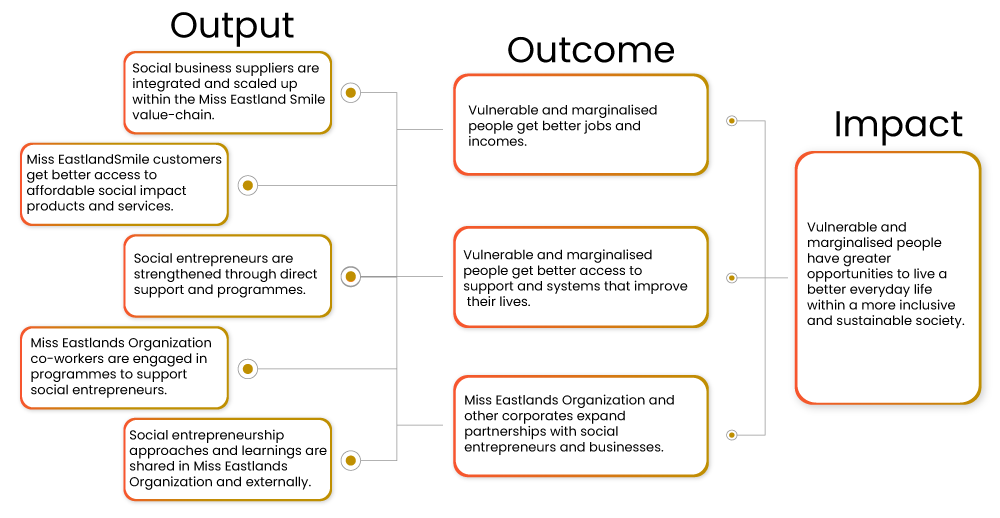 Output
Social business suppliers are
integrated and scaled up
within the Miss Eastland Smile
value-chain.
Miss EastlandSmile customers
get better access to
affordable social impact
products and services.
Social entrepreneurs are
strengthened through direct
support and programmes.
Miss Eastlands Organization
co-workers are engaged in
programmes to support
social entrepreneurs.
Social entrepreneurship
approaches and learnings are
shared in Miss Eastlands
Organization and externally.
Outcome
Vulnerable and marginalised
people get better jobs and
incomes.
Vulnerable and marginalised
people get better access to
support and systems that improve
their lives.
Miss Eastlands Organization and
other corporates expand
partnerships with social
entrepreneurs and businesses.
Impact
Vulnerable and
marginalised people
have greater
opportunities to live a
better everyday life
within a more inclusive
and sustainable society.